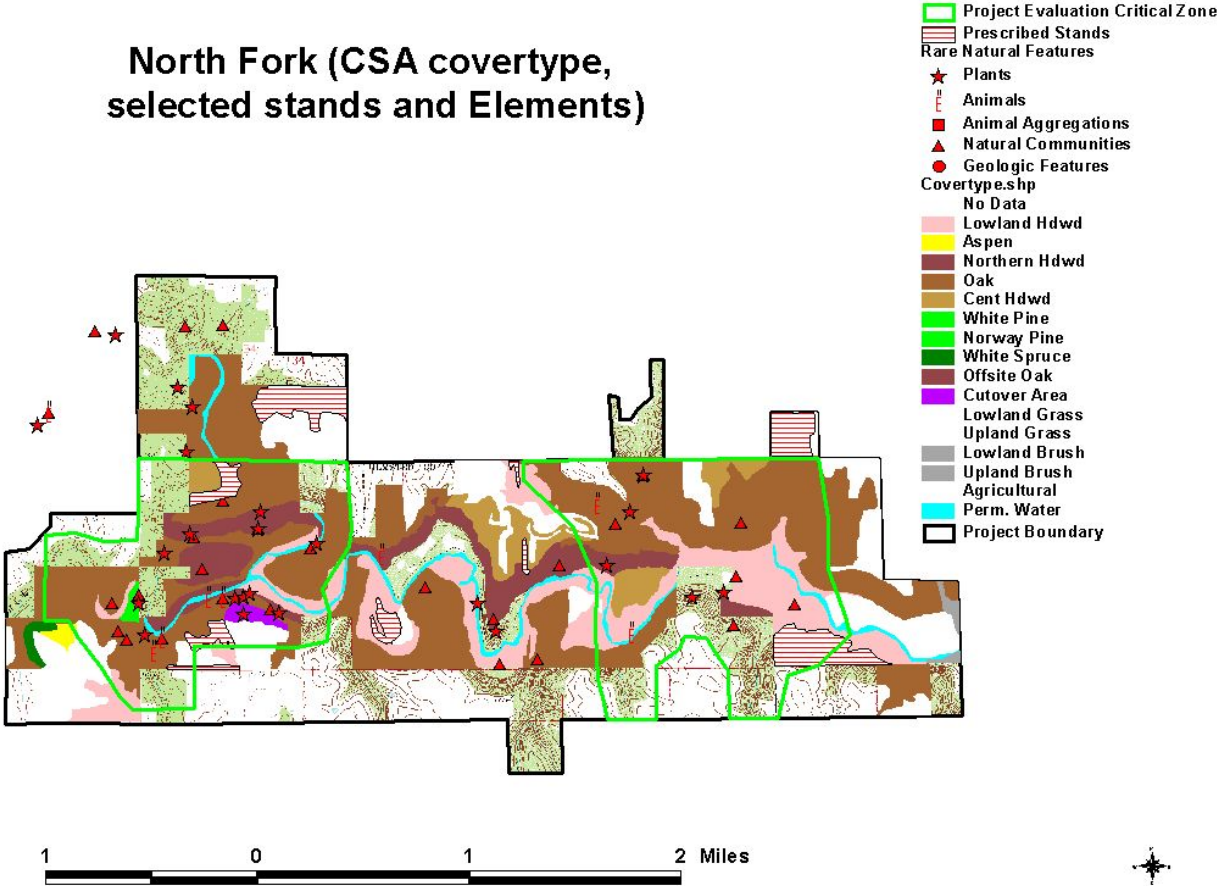 North Fork (CSA covertype,
selected stands and Elements)
Project Evaluation Critical Zone
Prescribed Stands
Rare Natural Features
Plants
Animals
Animal Aggregations
Natural Communities
Geologic Features
Covertype.shp
No Data
Lowland Hdwd
Aspen
Northern Hdwd
Oak
Cent Hdwd
White Pine
Norway Pine
White Spruce
Offsite Oak
Cutover Area
Lowland Grass
Upland Grass
Lowland Brush
Upland Brush
Agricultural
Perm. Water
Project Boundary
1 0 1 2 Miles